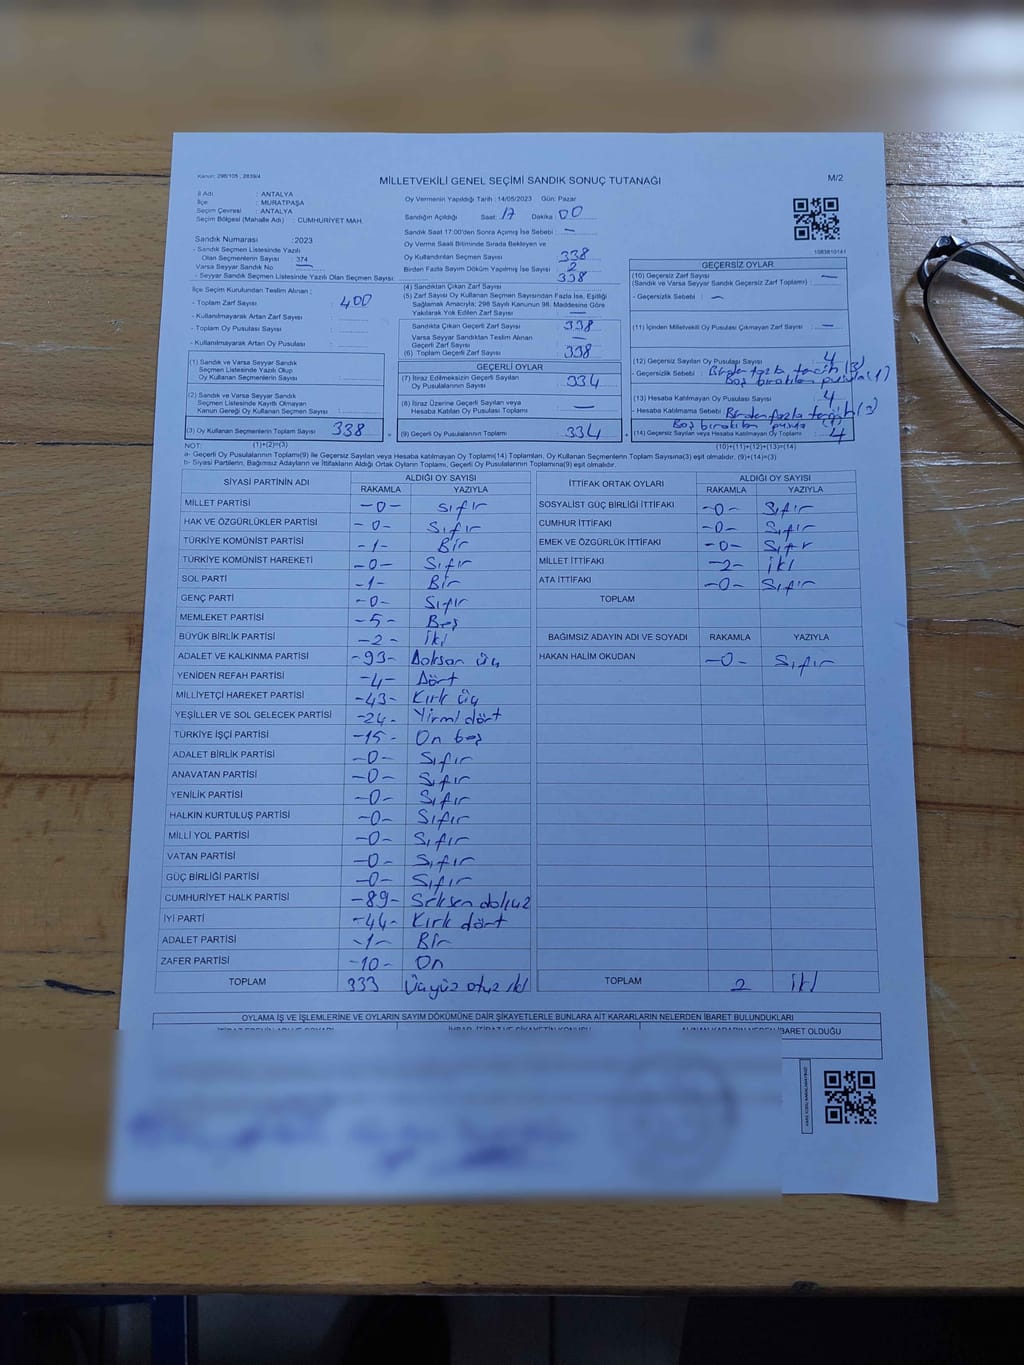 Kanun: 298/105 , 2839/4
MİLLETVEKİLİ GENEL SEÇİMİ SANDIK SONUÇ TUTANAĞI
M/2
İl Adı : ANTALYA
İlçe : MURATPAŞA
Seçim Çevresi : ANTALYA
Seçim Bölgesi (Mahalle Adı) : CUMHURİYET MAH.
Sandık Numarası :2023
- Sandık Seçmen Listesinde Yazılı
Olan Seçmenlerin Sayısı 374
Varsa Seyyar Sandık No —
- Seyyar Sandık Seçmen Listesinde Yazılı Olan Seçmen Sayısı:
İlçe Seçim Kurulundan Teslim Alınan ;
- Toplam Zarf Sayısı : 400
- Kullanılmayarak Artan Zarf Sayısı :
- Toplam Oy Pusulası Sayısı :
- Kullanılmayarak Artan Oy Pusulası :
(1) Sandık ve Varsa Seyyar Sandık
Seçmen Listesinde Yazılı Olup
Oy Kullanan Seçmenlerin Sayısı :
(2) Sandık ve Varsa Seyyar Sandık
Seçmen Listesinde Kayıtlı Olmayan
Kanun Gereği Oy Kullanan Seçmen Sayısı :
(3) Oy Kullanan Seçmenlerin Toplam Sayısı 338
(1)+(2)=(3)
Oy Vermenin Yapıldığı Tarih : 14/05/2023 Gün: Pazar
Sandığın Açıldığı Saat: 17 Dakika : 00
Sandık Saat 17:00'den Sonra Açılmış İse Sebebi : —
Oy Verme Saati Bitiminde Sırada Bekleyen ve
Oy Kullandırılan Seçmen Sayısı 338
Birden Fazla Sayım Döküm Yapılmış İse Sayısı 2
338
(4) Sandıktan Çıkan Zarf Sayısı
(5) Zarf Sayısı Oy Kullanan Seçmen Sayısından Fazla İse, Eşitliği
Sağlamak Amacıyla; 298 Sayılı Kanunun 98. Maddesine Göre
Yakılarak Yok Edilen Zarf Sayısı —
Sandıkta Çıkan Geçerli Zarf Sayısı 338
Varsa Seyyar Sandıktan Teslim Alınan
Geçerli Zarf Sayısı —
(6) Toplam Geçerli Zarf Sayısı 338
GEÇERLİ OYLAR
(7) İtiraz Edilmeksizin Geçerli Sayılan
Oy Pusulalarının Sayısı 334
(8) İtiraz Üzerine Geçerli Sayılan veya
Hesaba Katılan Oy Pusulası Toplamı —
= (9) Geçerli Oy Pusulalarının Toplamı 334 +
1083810141
GEÇERSİZ OYLAR
(10) Geçersiz Zarf Sayısı —
(Sandık ve Varsa Seyyar Sandık Geçersiz Zarf Toplamı) :
- Geçersizlik Sebebi : —
(11) İçinden Milletvekili Oy Pusulası Çıkmayan Zarf Sayısı —
(12) Geçersiz Sayılan Oy Pusulası Sayısı 4
- Geçersizlik Sebebi : Birden fazla tercih (3)
Boş bırakılan pusula (1)
(13) Hesaba Katılmayan Oy Pusulası Sayısı 4
- Hesaba Katılmama Sebebi : Birden fazla tercih (3)
Boş bırakılan pusula (1)
(14) Geçersiz Sayılan veya Hesaba Katılmayan Oy Toplamı 4
(10)+(11)+(12)+(13)=(14)
NOT:
a- Geçerli Oy Pusulalarının Toplamı(9) İle Geçersiz Sayılan veya Hesaba Katılmayan Oy Toplamı(14) Toplamları, Oy Kullanan Seçmenlerin Toplam Sayısına(3) eşit olmalıdır. (9)+(14)=(3)
b- Siyasi Partilerin, Bağımsız Adayların ve İttifakların Aldığı Ortak Oyların Toplamı, Geçerli Oy Pusulalarının Toplamına(9) eşit olmalıdır.
SİYASİ PARTİNİN ADI ALDIĞI OY SAYISI
RAKAMLA YAZIYLA
MİLLET PARTİSİ -0- Sıfır
HAK VE ÖZGÜRLÜKLER PARTİSİ -0- Sıfır
TÜRKİYE KOMÜNİST PARTİSİ -1- Bir
TÜRKİYE KOMÜNİST HAREKETİ -0- Sıfır
SOL PARTİ -1- Bir
GENÇ PARTİ -0- Sıfır
MEMLEKET PARTİSİ -5- Beş
BÜYÜK BİRLİK PARTİSİ -2- İki
ADALET VE KALKINMA PARTİSİ -93- Doksan üç
YENİDEN REFAH PARTİSİ -4- Dört
MİLLİYETÇİ HAREKET PARTİSİ -43- Kırk üç
YEŞİLLER VE SOL GELECEK PARTİSİ -24- Yirmi dört
TÜRKİYE İŞÇİ PARTİSİ -15- On beş
ADALET BİRLİK PARTİSİ -0- Sıfır
ANAVATAN PARTİSİ -0- Sıfır
YENİLİK PARTİSİ -0- Sıfır
HALKIN KURTULUŞ PARTİSİ -0- Sıfır
MİLLİ YOL PARTİSİ -0- Sıfır
VATAN PARTİSİ -0- Sıfır
GÜÇ BİRLİĞİ PARTİSİ -0- Sıfır
CUMHURİYET HALK PARTİSİ -89- Seksen dokuz
İYİ PARTİ -44- Kırk dört
ADALET PARTİSİ -1- Bir
ZAFER PARTİSİ -10- On
TOPLAM 333 Üçyüz otuz iki
İTTİFAK ORTAK OYLARI ALDIĞI OY SAYISI
RAKAMLA YAZIYLA
SOSYALİST GÜÇ BİRLİĞİ İTTİFAKI -0- Sıfır
CUMHUR İTTİFAKI -0- Sıfır
EMEK VE ÖZGÜRLÜK İTTİFAKI -0- Sıfır
MİLLET İTTİFAKI -2- İki
ATA İTTİFAKI -0- Sıfır
TOPLAM
BAĞIMSIZ ADAYIN ADI VE SOYADI RAKAMLA YAZIYLA
HAKAN HALİM OKUDAN -0- Sıfır
TOPLAM 2 İki
OYLAMA İŞ VE İŞLEMLERİNE VE OYLARIN SAYIM DÖKÜMÜNE DAİR ŞİKAYETLERLE BUNLARA AİT KARARLARIN NELERDEN İBARET BULUNDUKLARI